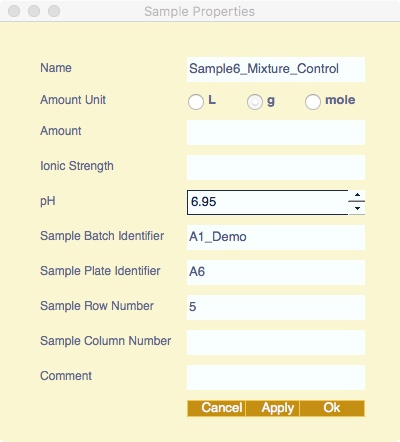 Sample Properties
Name Sample6_Mixture_Control
Amount Unit L g mole
Amount
Ionic Strength
pH 6.95
Sample Batch Identifier A1_Demo
Sample Plate Identifier A6
Sample Row Number 5
Sample Column Number
Comment
Cancel Apply Ok